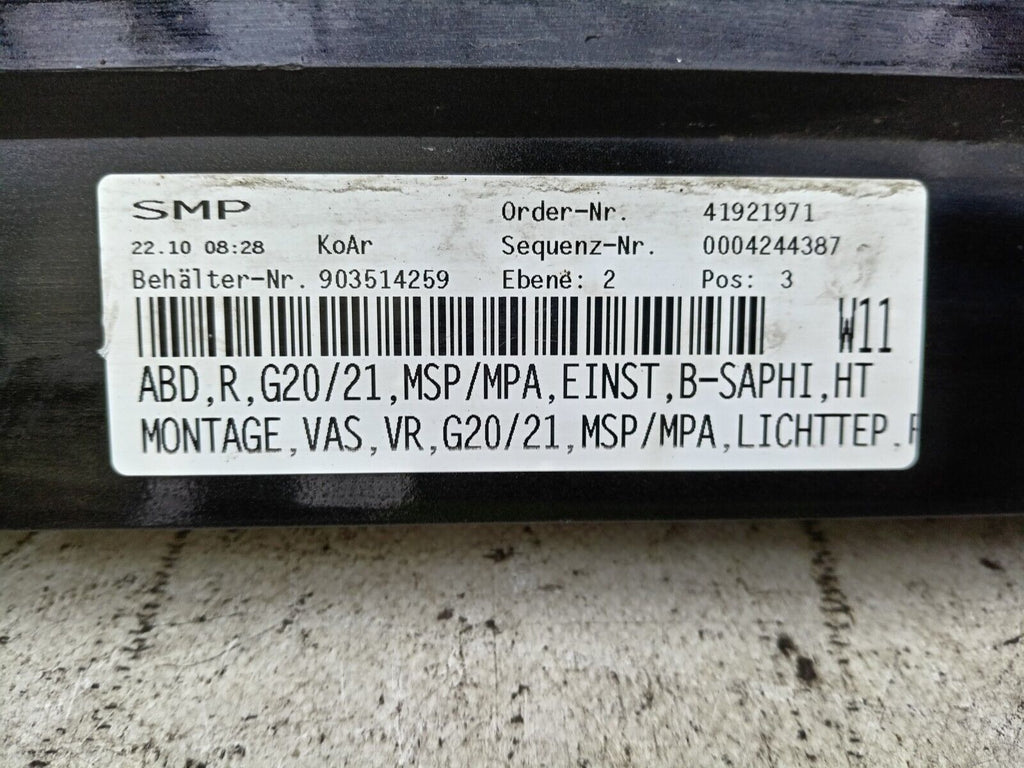 SMP Order-Nr. 41921971
22.10 08:28 KoAr Sequenz-Nr. 0004244387
Behälter-Nr. 903514259 Ebene: 2 Pos: 3
W11
ABD,R,G20/21,MSP/MPA,EINST,B-SAPHI,HT
MONTAGE,VAS,VR,G20/21,MSP/MPA,LICHTTEP.